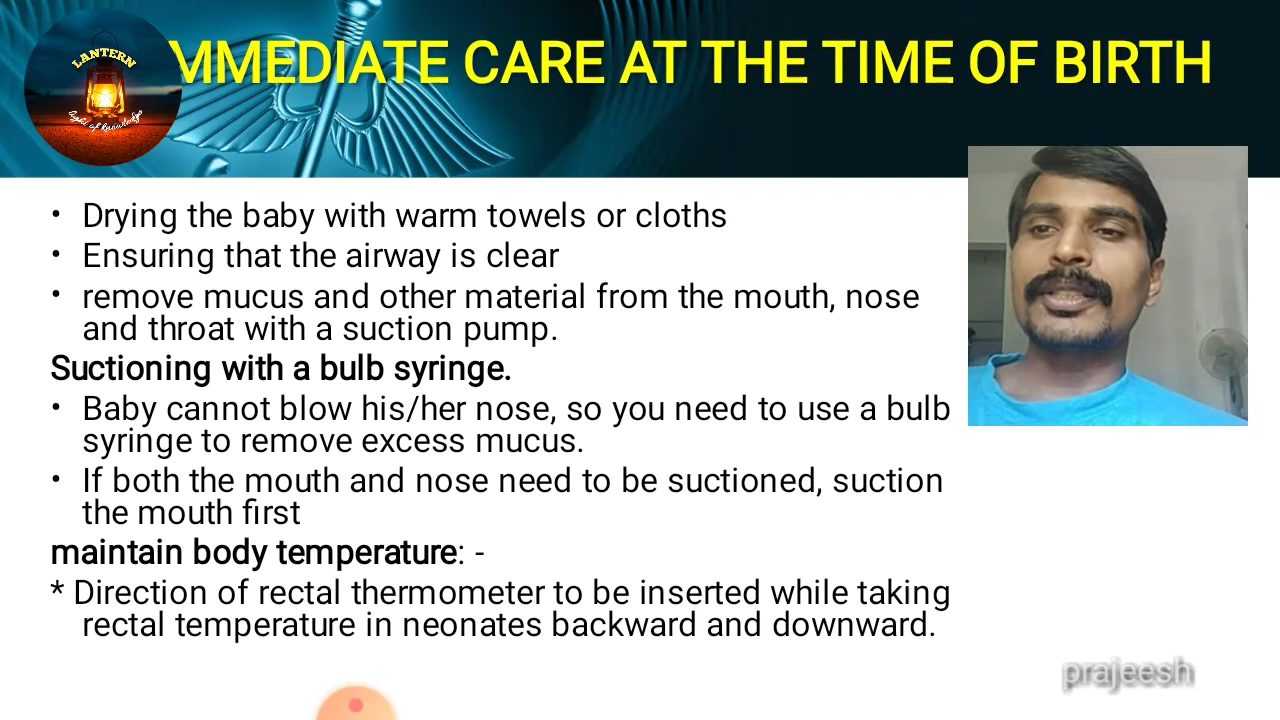 LANTERN
light of knowledge
IMMEDIATE CARE AT THE TIME OF BIRTH
• Drying the baby with warm towels or cloths
• Ensuring that the airway is clear
• remove mucus and other material from the mouth, nose
and throat with a suction pump.
Suctioning with a bulb syringe.
• Baby cannot blow his/her nose, so you need to use a bulb
syringe to remove excess mucus.
• If both the mouth and nose need to be suctioned, suction
the mouth first
maintain body temperature: -
* Direction of rectal thermometer to be inserted while taking
rectal temperature in neonates backward and downward.
prajeesh